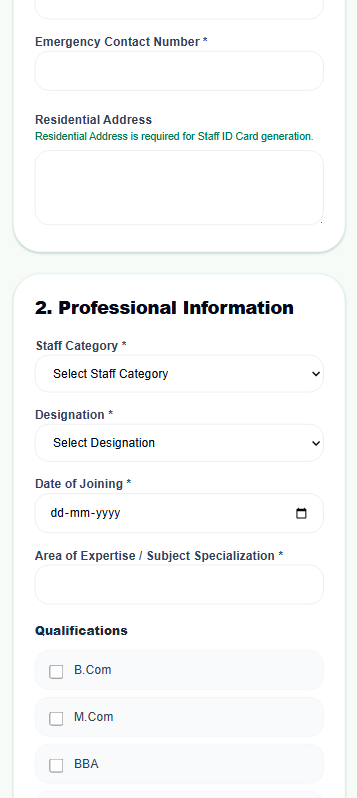 Emergency Contact Number *
Residential Address
Residential Address is required for Staff ID Card generation.
2. Professional Information
Staff Category *
Select Staff Category
Designation *
Select Designation
Date of Joining *
dd-mm-yyyy
Area of Expertise / Subject Specialization *
Qualifications
B.Com
M.Com
BBA